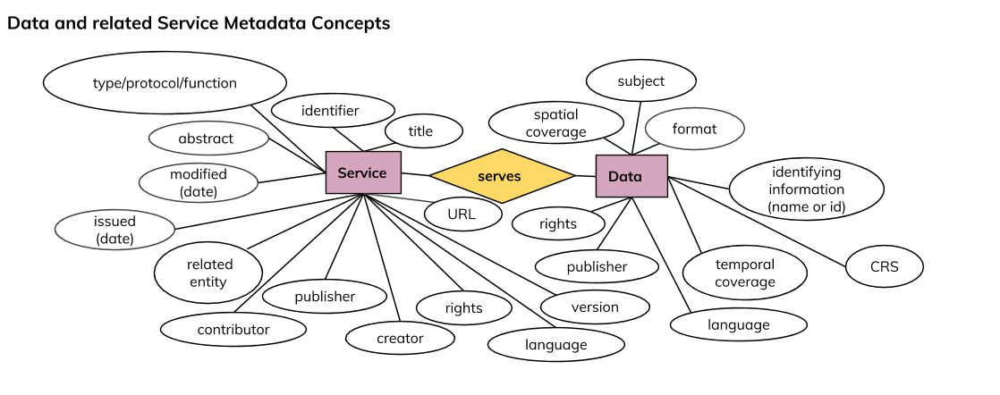 Data and related Service Metadata Concepts
type/protocol/function
identifier
title
abstract
modified
(date)
issued
(date)
Service
serves
Data
subject
spatial
coverage
format
identifying
information
(name or id)
URL
rights
publisher
temporal
coverage
CRS
language
related
entity
publisher
contributor
creator
rights
version
language